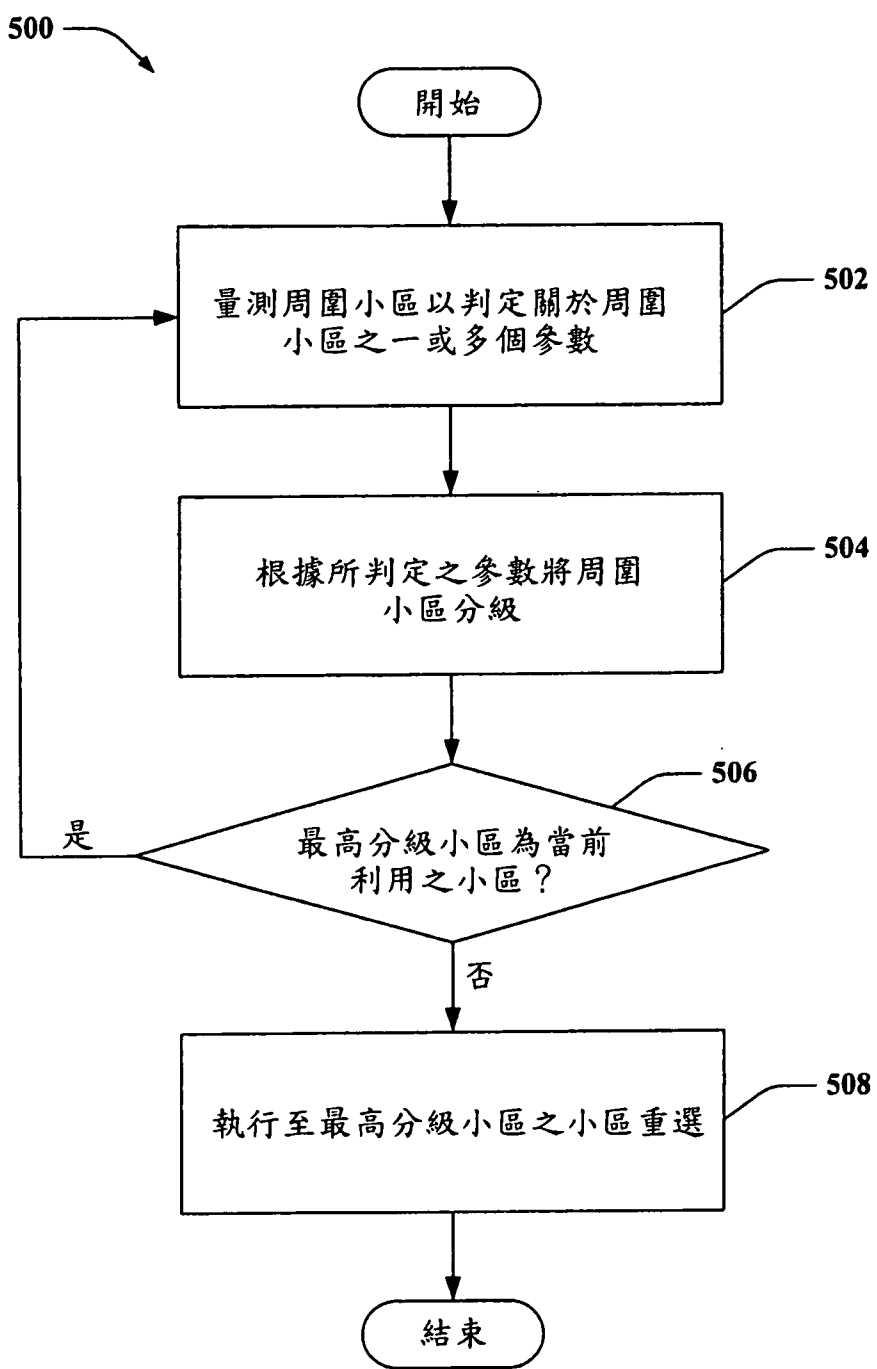 500
開始
量測周圍小區以判定關於周圍
小區之一或多個參數
502
根據所判定之參數將周圍
小區分級
504
506
最高分級小區為當前
利用之小區？
是
否
執行至最高分級小區之小區重選
508
結束